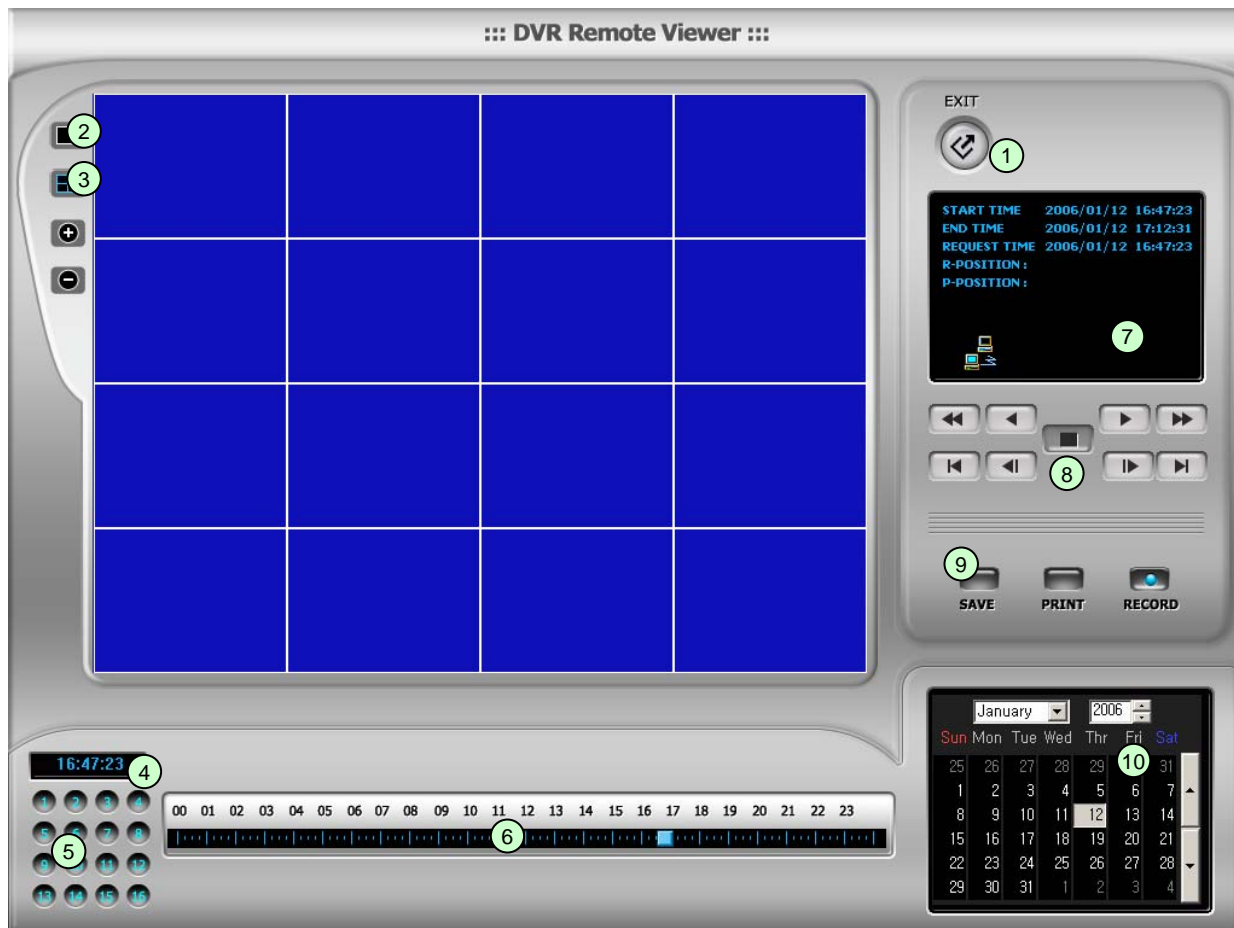 ::: DVR Remote Viewer :::
EXIT
1
2
3
START TIME 2006/01/12 16:47:23
END TIME 2006/01/12 17:12:31
REQUEST TIME 2006/01/12 16:47:23
R-POSITION :
P-POSITION :
7
8
9
SAVE PRINT RECORD
January 2006
Sun Mon Tue Wed Thr Fri Sat
10
25 26 27 28 29 31
1 2 3 4 5 6 7
8 9 10 11 12 13 14
15 16 17 18 19 20 21
22 23 24 25 26 27 28
29 30 31 1 2 3 4
16:47:23
4
1 2 3 4
5 6 7 8
5
9 11 12
13 14 15 16
00 01 02 03 04 05 06 07 08 09 10 11 12 13 14 15 16 17 18 19 20 21 22 23
6